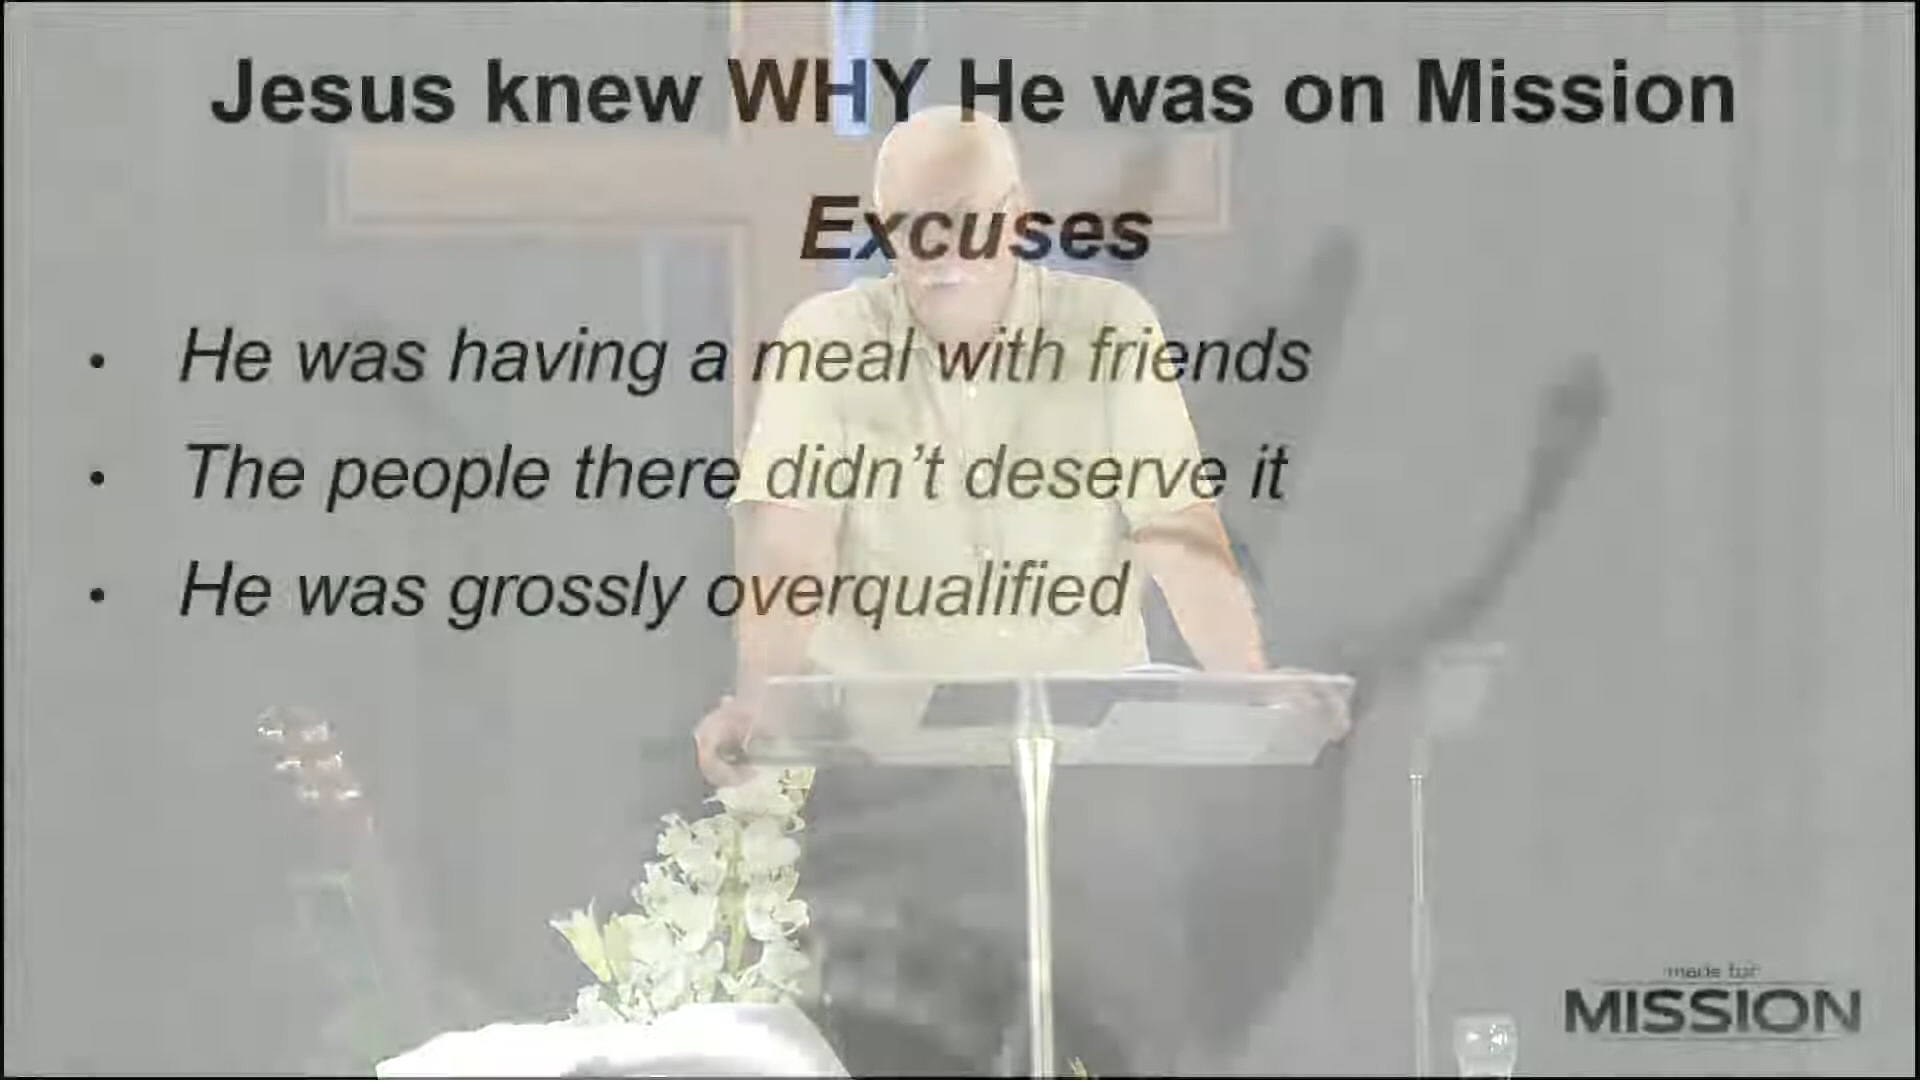 Jesus knew WHY He was on Mission
Excuses
• He was having a meal with friends
• The people there didn't deserve it
• He was grossly overqualified
made for
MISSION